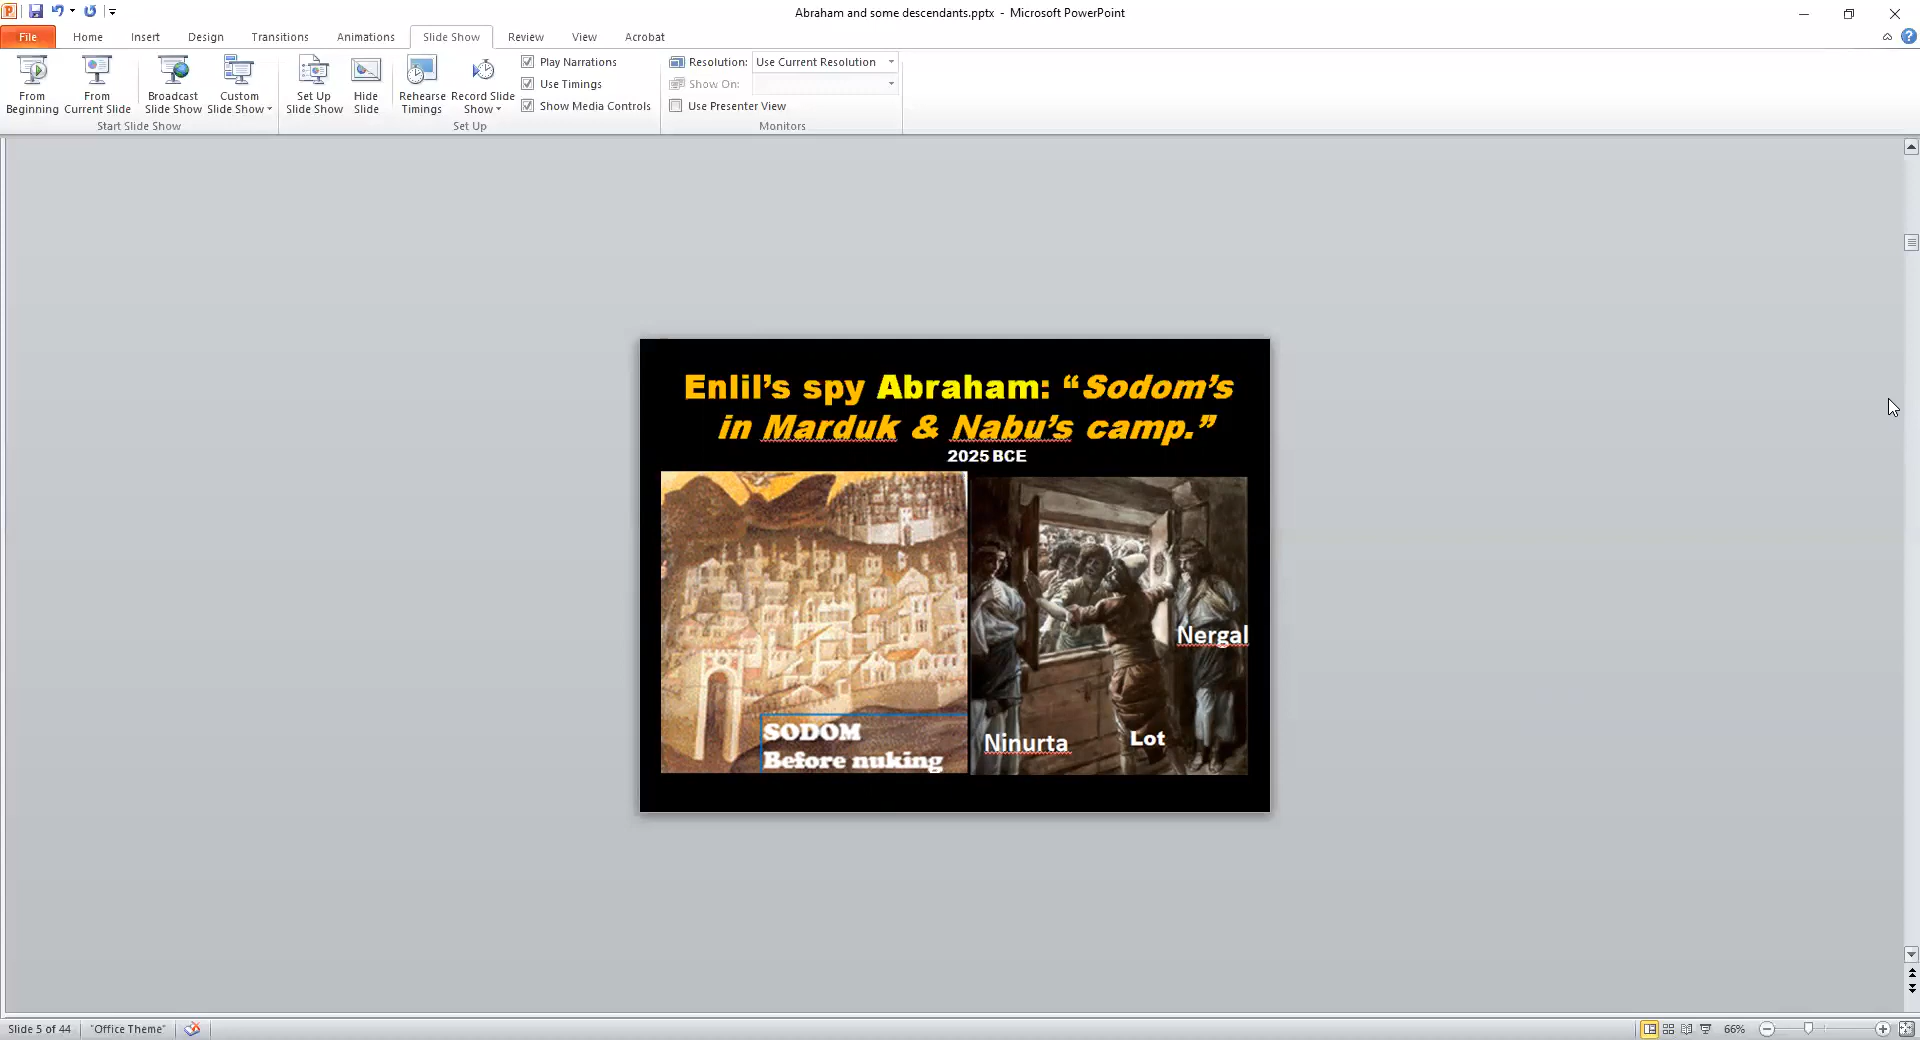 Abraham and some descendants.pptx - Microsoft PowerPoint
File Home Insert Design Transitions Animations Slide Show Review View Acrobat
From Beginning
From Current Slide
Broadcast Slide Show
Custom Slide Show
Start Slide Show
Set Up Slide Show
Hide Slide
Rehearse Timings
Record Slide Show
Play Narrations
Use Timings
Show Media Controls
Set Up
Resolution: Use Current Resolution
Show On:
Use Presenter View
Monitors
Enlil’s spy Abraham: “Sodom’s
in Marduk & Nabu’s camp.”
2025 BCE
Nergal
SODOM
Before nuking
Ninurta
Lot
Slide 5 of 44 "Office Theme" 66%